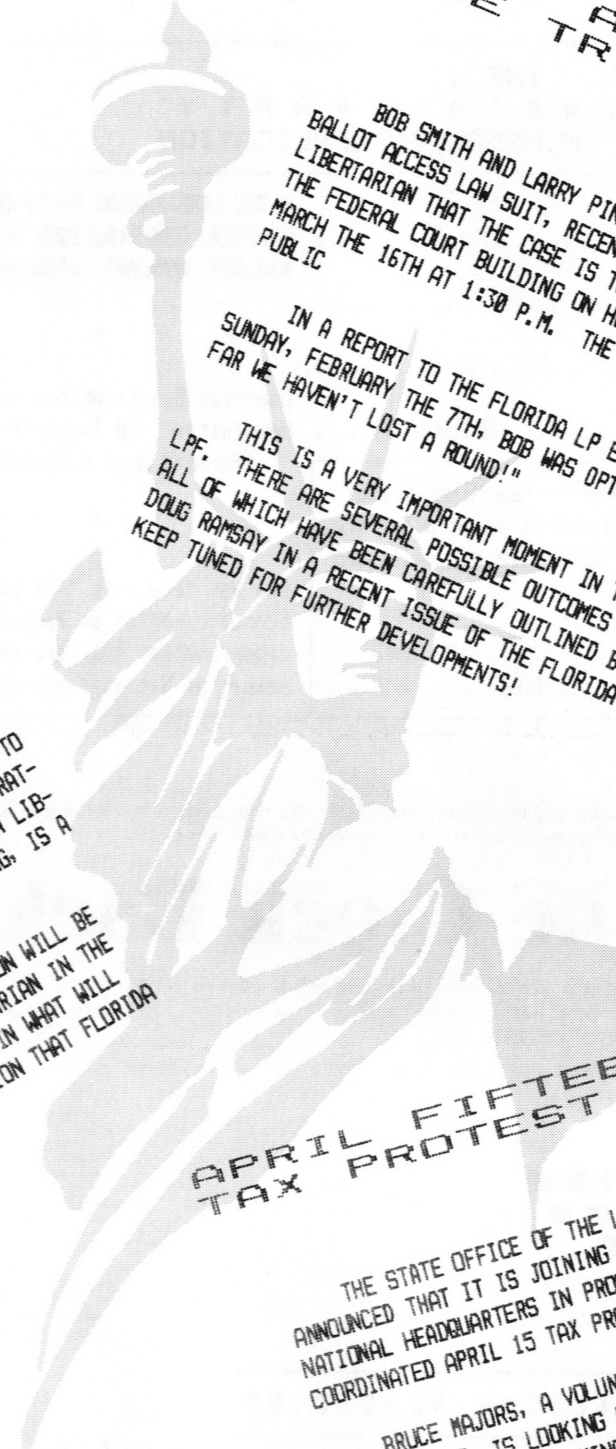 E TR
BOB SMITH AND LARRY
BALLOT ACCESS LAW SUIT, RECEN
LIBERTARIAN THAT THE CASE IS
THE FEDERAL COURT BUILDING ON
MARCH THE 16TH AT 1:30 P.M. THE
PUBLIC
IN A REPORT TO THE FLORIDA LP
SUNDAY, FEBRUARY THE 7TH, BOB WAS OPT
FAR WE HAVEN'T LOST A ROUND!"
THIS IS A VERY IMPORTANT MOMENT IN
LPF. THERE ARE SEVERAL POSSIBLE OUTCOMES
ALL OF WHICH HAVE BEEN CAREFULLY OUTLINED B
DOUG RAMSAY IN A RECENT ISSUE OF THE FLORIDA
KEEP TUNED FOR FURTHER DEVELOPMENTS!
TO
RAT-
LIB-
IS A
ON WILL BE
RIAN IN THE
IN WHAT WILL
ION THAT FLORIDA
APRIL FIFTEE
TAX PROTEST
THE STATE OFFICE OF THE L
ANNOUNCED THAT IT IS JOINING
NATIONAL HEADQUARTERS IN PRO
COORDINATED APRIL 15 TAX PR
BRUCE MAJORS, A VOLUN
IS LOOKING